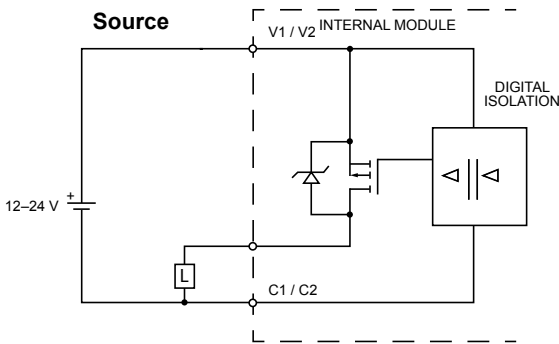 Source
V1 / V2
INTERNAL MODULE
DIGITAL
ISOLATION
+
12–24 V
L
C1 / C2